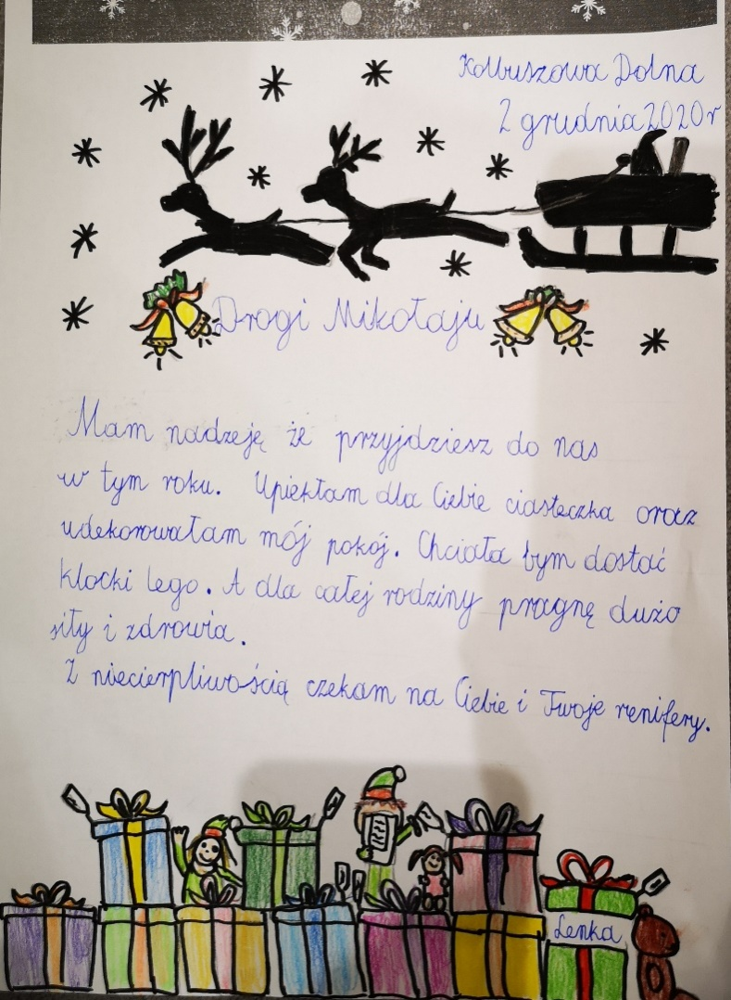 Kolbuszowa Dolna
2 grudnia 2020r
Drogi Mikołaju
Mam nadzeję że przyjdziesz do nas
w tym roku. Upiekłam dla Ciebie ciasteczka oraz
udekorowałam mój pokój. Chciała bym dostać
klocki lego. A dla całej rodziny pragnę dużo
siły i zdrowia.
Z niecierpliwością czekam na Ciebie i Twoje renifery.
Lenka